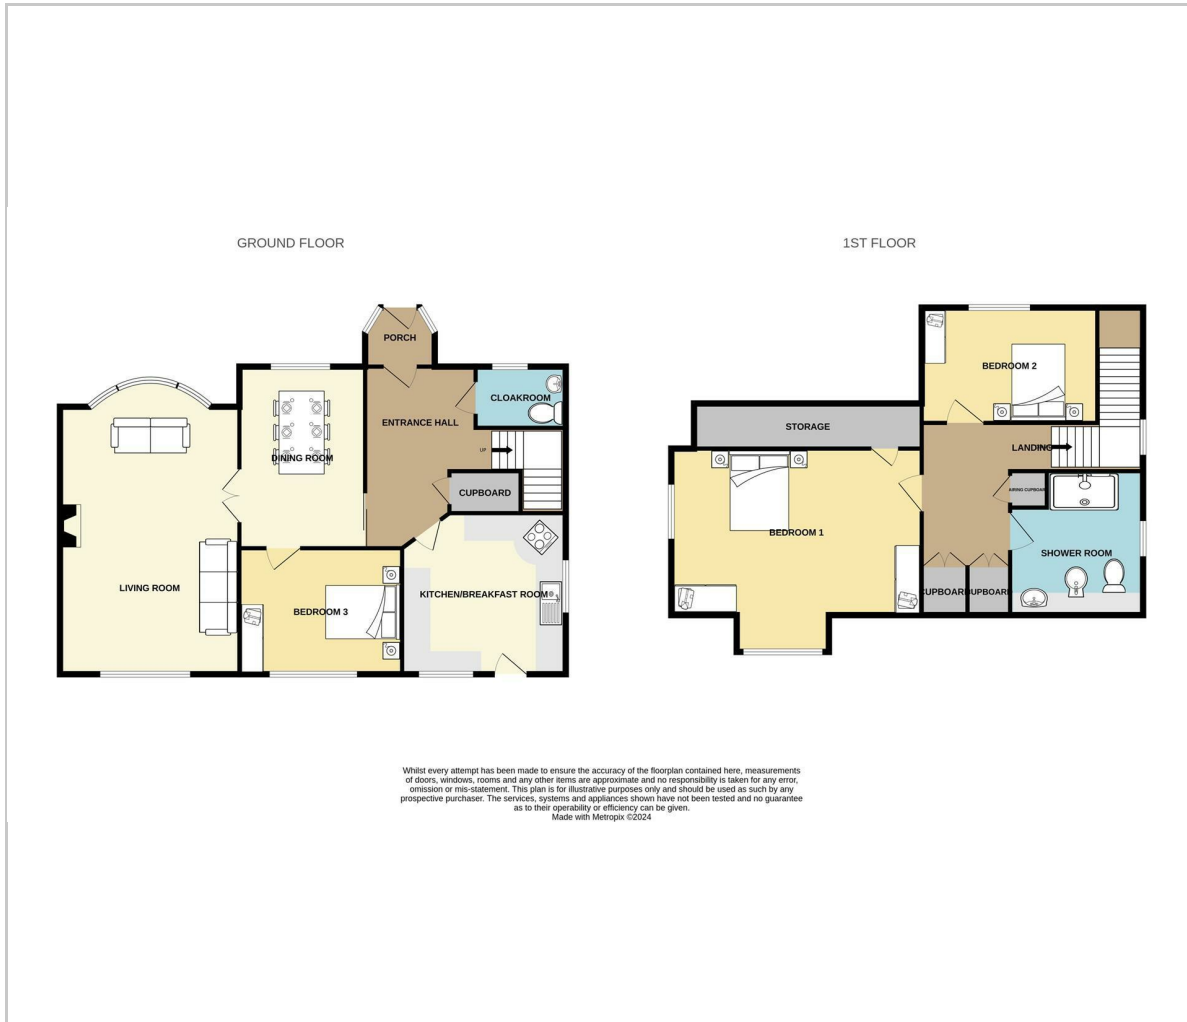 GROUND FLOOR
PORCH
CLOAKROOM
ENTRANCE HALL
DINING ROOM
UP
CUPBOARD
LIVING ROOM
BEDROOM 3
KITCHEN/BREAKFAST ROOM
1ST FLOOR
BEDROOM 2
STORAGE
LANDING
BEDROOM 1
AIRING CUPBOARD
SHOWER ROOM
CUPBOARD
CUPBOARD
Whilst every attempt has been made to ensure the accuracy of the floorplan contained here, measurements
of doors, windows, rooms and any other items are approximate and no responsibility is taken for any error,
omission or mis-statement. This plan is for illustrative purposes only and should be used as such by any
prospective purchaser. The services, systems and appliances shown have not been tested and no guarantee
as to their operability or efficiency can be given.
Made with Metropix ©2024